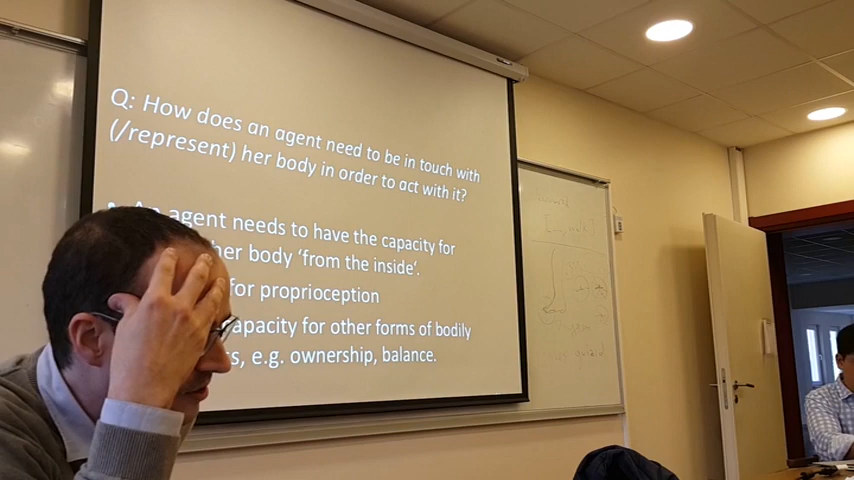 Q: How does an agent need to be in touch with
(/represent) her body in order to act with it?
agent needs to have the capacity for
her body 'from the inside'.
for proprioception
apacity for other forms of bodily
s, e.g. ownership, balance.